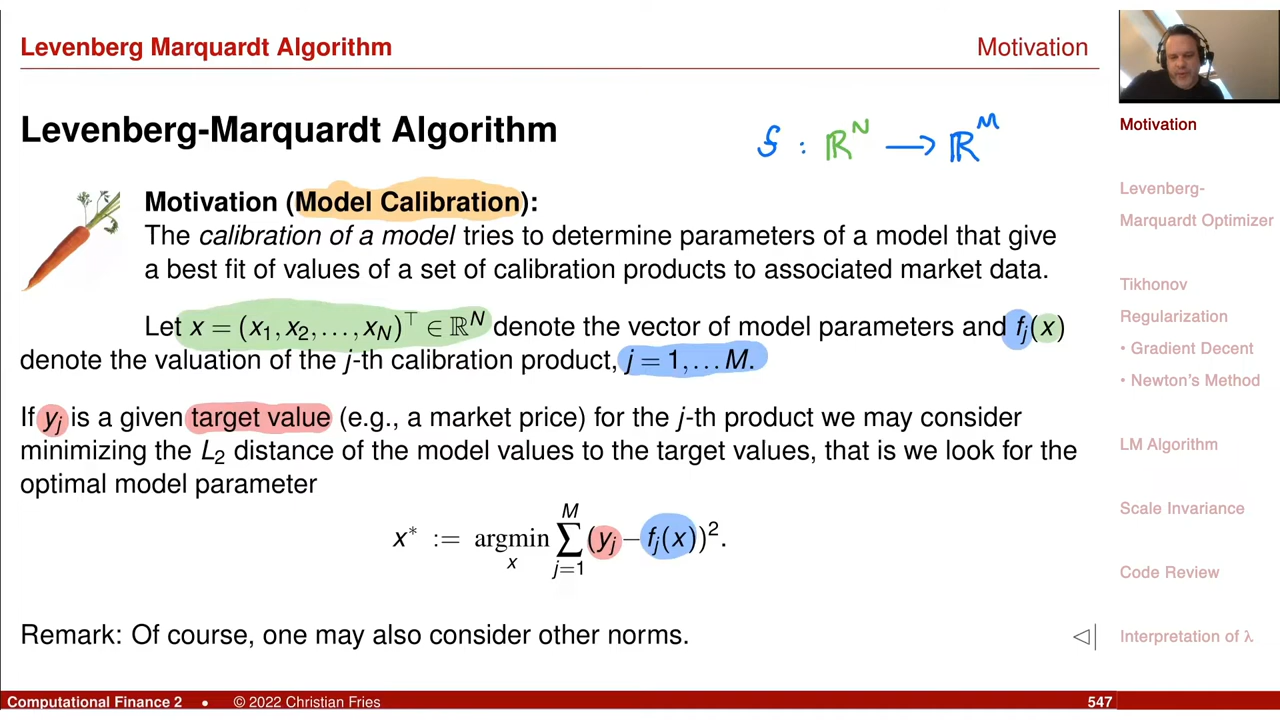 Levenberg Marquardt Algorithm
Motivation
Levenberg-Marquardt Algorithm
f : ℝ^N → ℝ^M
Motivation (Model Calibration):
The calibration of a model tries to determine parameters of a model that give
a best fit of values of a set of calibration products to associated market data.
Let x = (x₁, x₂, …, x_N)^⊤ ∈ ℝ^N denote the vector of model parameters and f_j(x)
denote the valuation of the j-th calibration product, j = 1, … M.
If y_j is a given target value (e.g., a market price) for the j-th product we may consider
minimizing the L₂ distance of the model values to the target values, that is we look for the
optimal model parameter
x* := argmin_x ∑_{j=1}^M (y_j − f_j(x))².
Remark: Of course, one may also consider other norms.
Motivation
Levenberg-
Marquardt Optimizer
Tikhonov
Regularization
• Gradient Decent
• Newton's Method
LM Algorithm
Scale Invariance
Code Review
Interpretation of λ
Computational Finance 2 • © 2022 Christian Fries 547